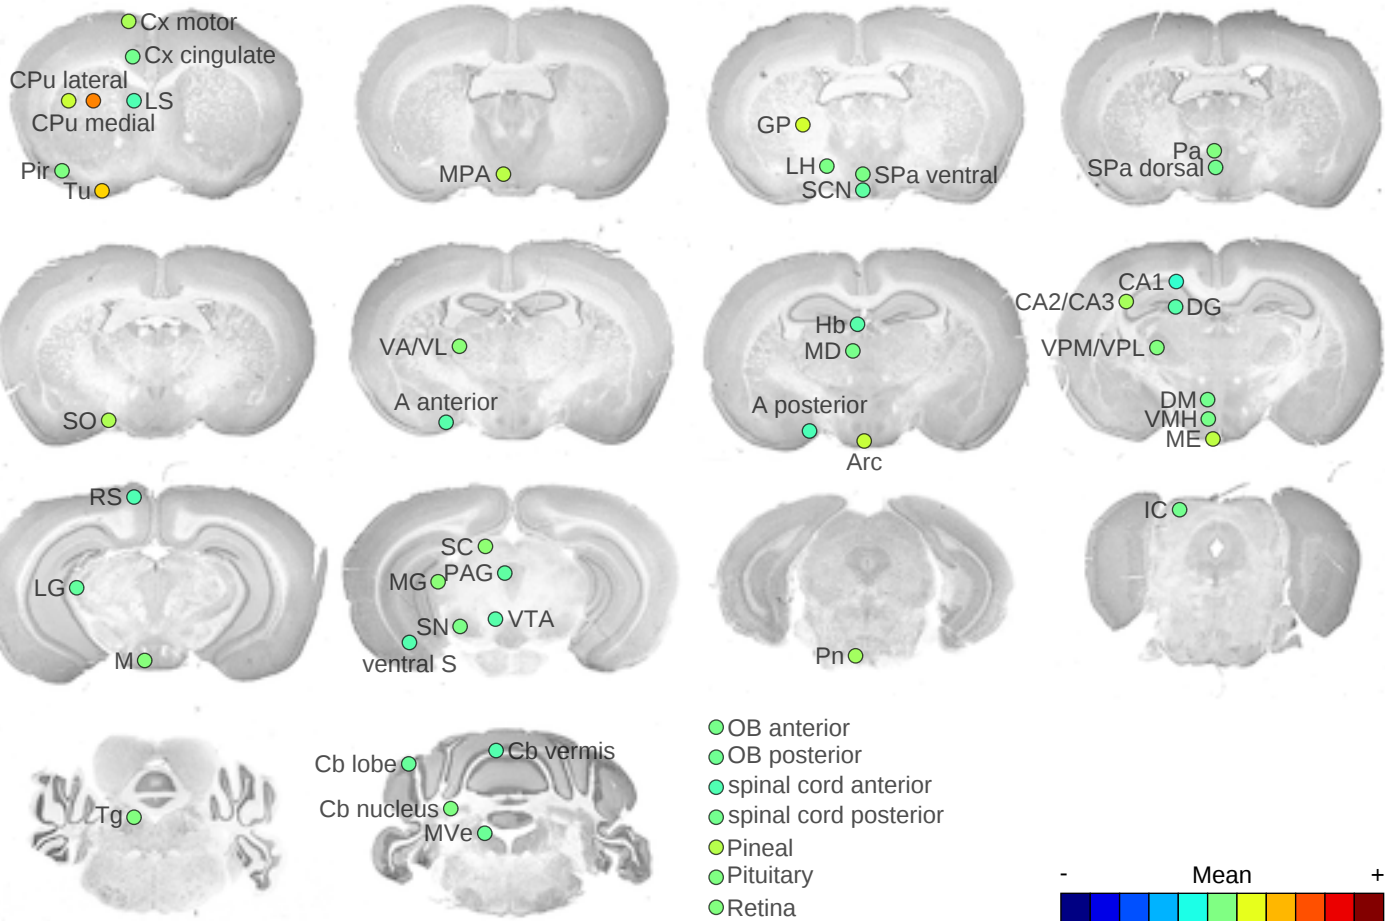 Cx motor
Cx cingulate
CPu lateral
LS
CPu medial
Pir
Tu
MPA
GP
LH
SPa ventral
SCN
Pa
SPa dorsal
SO
VA/VL
A anterior
Hb
MD
A posterior
Arc
CA1
CA2/CA3
DG
VPM/VPL
DM
VMH
ME
RS
LG
M
SC
MG
PAG
SN
VTA
ventral S
Pn
IC
Tg
Cb lobe
Cb vermis
Cb nucleus
MVe
OB anterior
OB posterior
spinal cord anterior
spinal cord posterior
Pineal
Pituitary
Retina
- Mean +